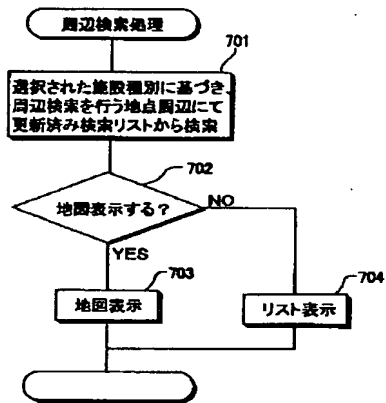 周辺検索処理
701
選択された施設種別に基づき、
周辺検索を行う地点周辺にて
更新済み検索リストから検索
702
地図表示する？
NO
YES
703
地図表示
704
リスト表示